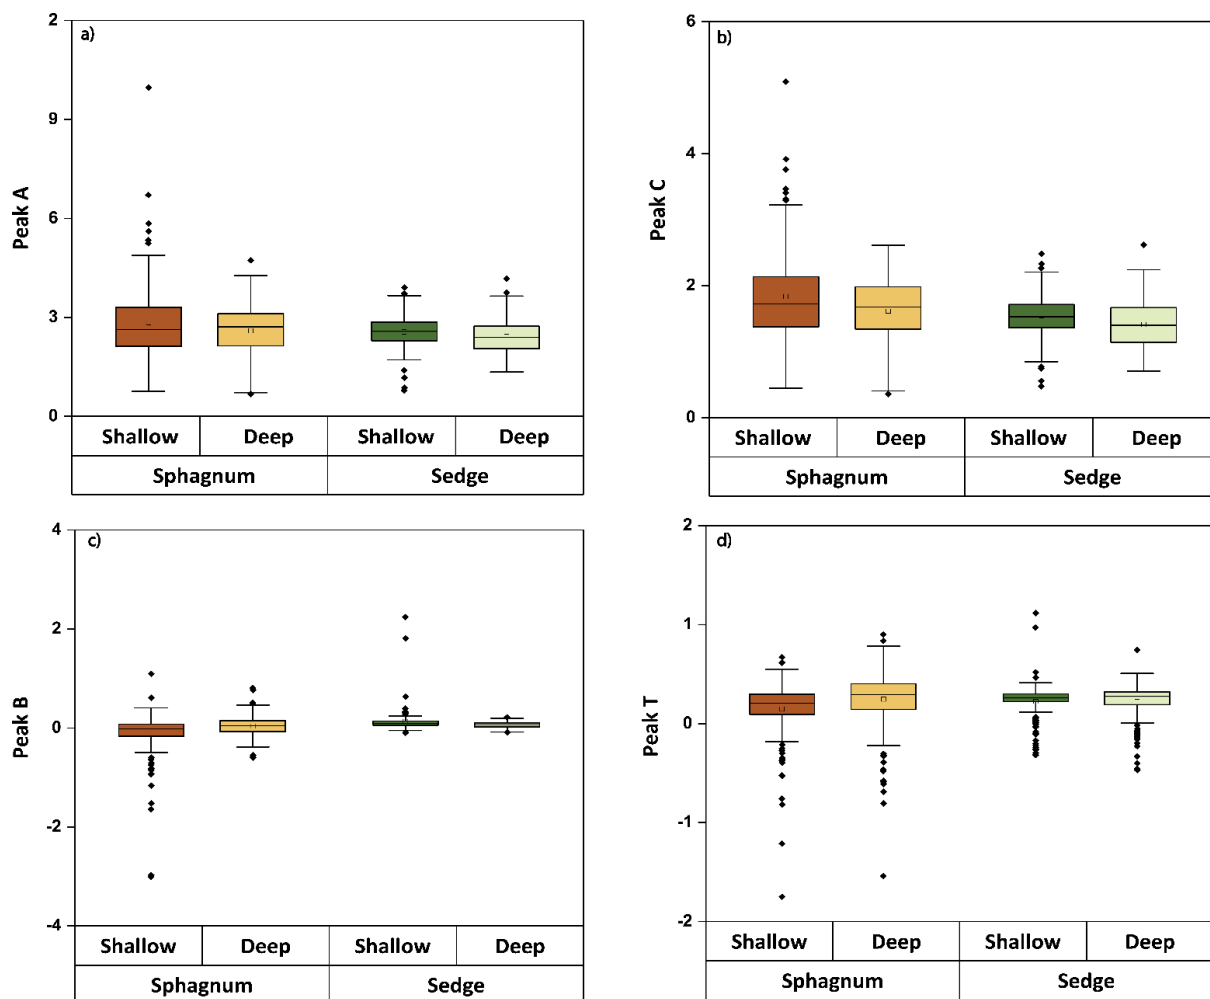 a)
2
9
6
3
0
Peak A
Shallow Deep Shallow Deep
Sphagnum Sedge
b)
6
4
2
0
Peak C
Shallow Deep Shallow Deep
Sphagnum Sedge
c)
4
2
0
-2
-4
Peak B
Shallow Deep Shallow Deep
Sphagnum Sedge
d)
2
1
0
-1
-2
Peak T
Shallow Deep Shallow Deep
Sphagnum Sedge